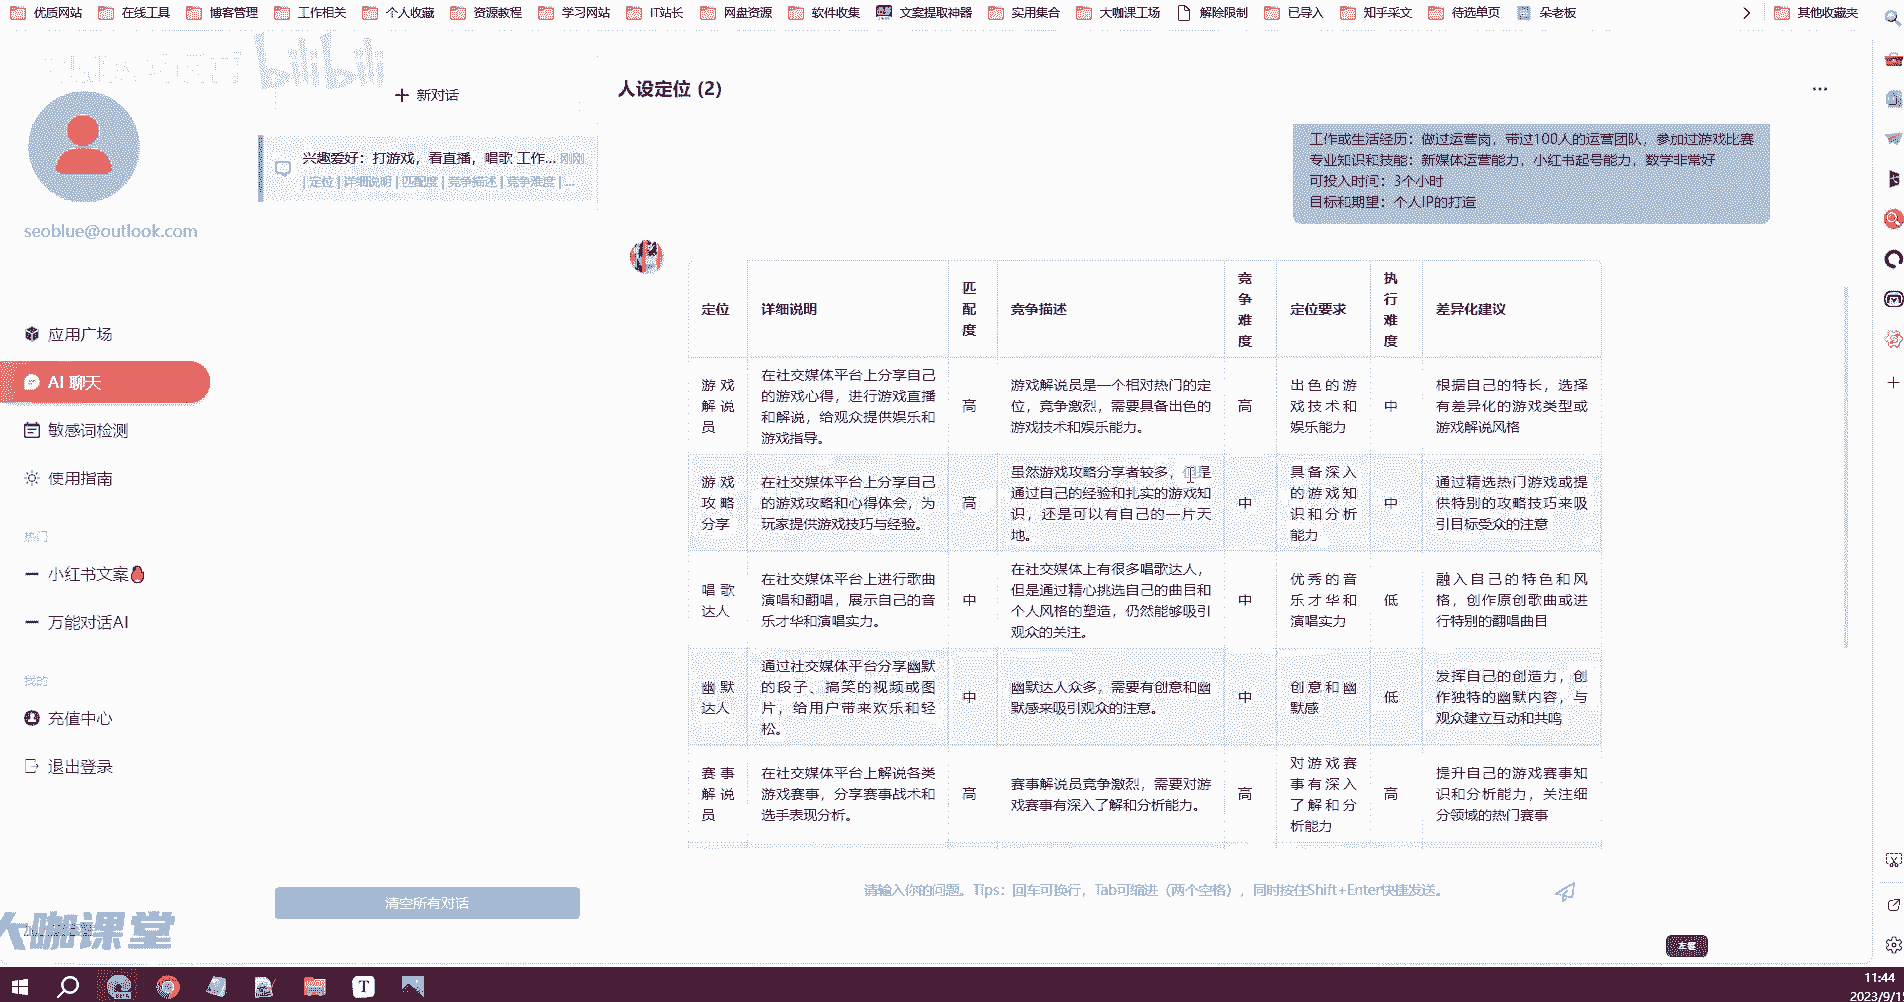 优质网站 在线工具 博客管理 工作相关 个人收藏 资源教程 学习网站 IT站长 网盘资源 软件收集 文案提取神器 实用集合 大咖课工场 解除限制 已导入 知乎采文 待选单页 朵老板 其他收藏夹
bilibili
新对话
人设定位 (2)
兴趣爱好：打游戏，看直播，唱歌 工作... 刚刚
| 定位 | 详细说明 | 匹配度 | 竞争描述 | 竞争难度 | ...
工作或生活经历：做过运营岗，带过100人的运营团队，参加过游戏比赛
专业知识和技能：新媒体运营能力，小红书起号能力，数学非常好
可投入时间：3个小时
目标和期望：个人IP的打造
seoblue@outlook.com
应用广场
AI 聊天
敏感词检测
使用指南
热门
小红书文案
万能对话AI
我的
充值中心
退出登录
定位 详细说明 匹配度 竞争描述 竞争难度 定位要求 执行难度 差异化建议
游戏解说员 在社交媒体平台上分享自己的游戏心得，进行游戏直播和解说，给观众提供娱乐和游戏指导。 高 游戏解说员是一个相对热门的定位，竞争激烈，需要具备出色的游戏技术和娱乐能力。 高 出色的游戏技术和娱乐能力 中 根据自己的特长，选择有差异化的游戏类型或游戏解说风格
游戏攻略分享 在社交媒体平台上分享自己的游戏攻略和心得体会，为玩家提供游戏技巧与经验。 高 虽然游戏攻略分享者较多，但是通过自己的经验和扎实的游戏知识，还是可以有自己的一片天地。 中 具备深入的游戏知识和分析能力 中 通过精选热门游戏或提供特别的攻略技巧来吸引目标受众的注意
唱歌达人 在社交媒体平台上进行歌曲演唱和翻唱，展示自己的音乐才华和演唱实力。 中 在社交媒体上有很多唱歌达人，但是通过精心挑选自己的曲目和个人风格的塑造，仍然能够吸引观众的关注。 中 优秀的音乐才华和演唱实力 低 融入自己的特色和风格，创作原创歌曲或进行特别的翻唱曲目
幽默达人 通过社交媒体平台分享幽默的段子、搞笑的视频或图片，给用户带来欢乐和轻松。 中 幽默达人众多，需要有创意和幽默感来吸引观众的注意。 中 创意和幽默感 低 发挥自己的创造力，创作独特的幽默内容，与观众建立互动和共鸣
赛事解说员 在社交媒体平台上解说各类游戏赛事，分享赛事战术和选手表现分析。 高 赛事解说员竞争激烈，需要对游戏赛事有深入了解和分析能力。 高 对游戏赛事有深入了解和分析能力 高 提升自己的游戏赛事知识和分析能力，关注细分领域的热门赛事
请输入你的问题。Tips：回车可换行，Tab可缩进（两个空格），同时按住Shift+Enter快捷发送。
清空所有对话
大咖课堂
左键
11:44
2023/9/1